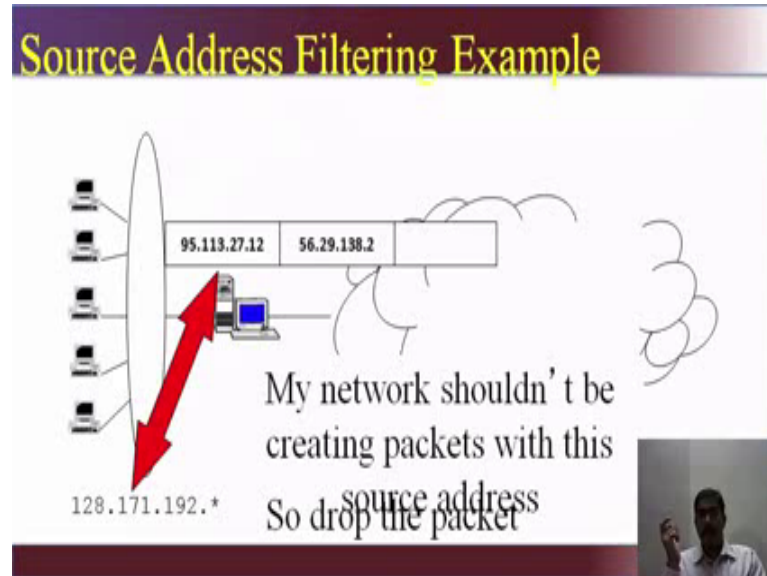 Source Address Filtering Example
95.113.27.12 56.29.138.2
My network shouldn't be
creating packets with this
source address
128.171.192.*
So drop the packet